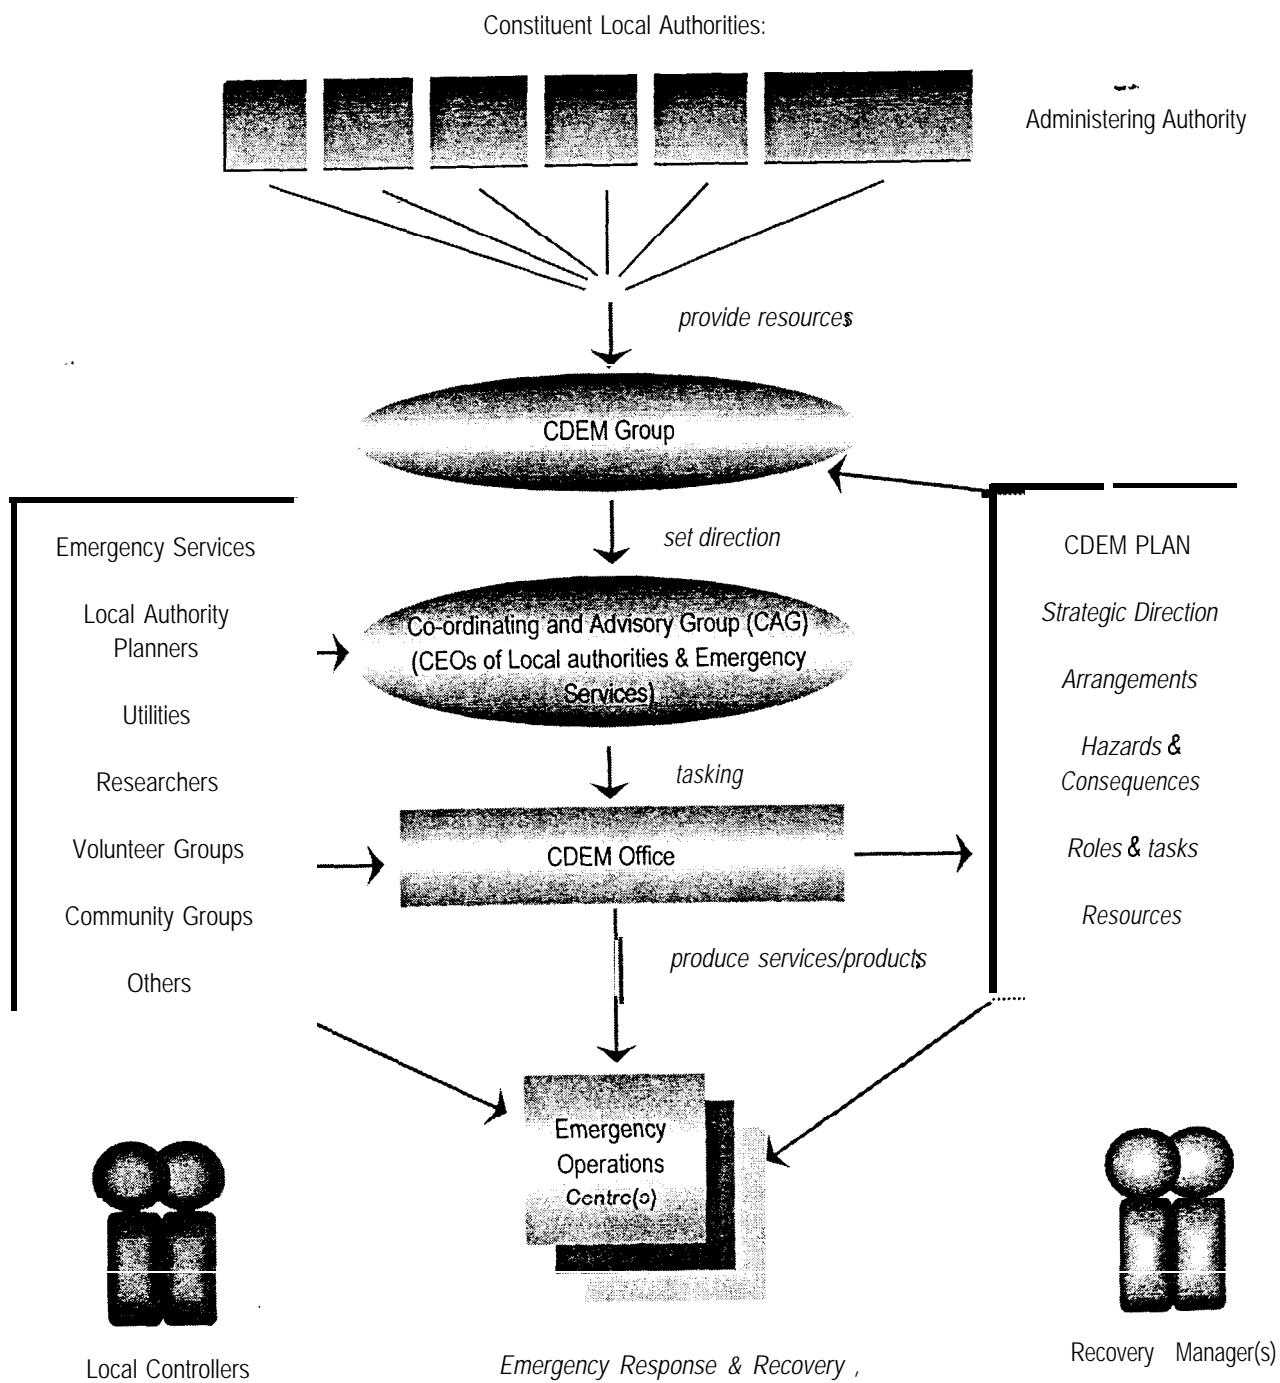 Constituent Local Authorities:
Administering Authority
provide resources
CDEM Group
set direction
Emergency Services
Local Authority
Planners
Utilities
Researchers
Volunteer Groups
Community Groups
Others
Co-ordinating and Advisory Group (CAG)
(CEOs of Local authorities & Emergency
Services)
tasking
CDEM Office
produce services/products
CDEM PLAN
Strategic Direction
Arrangements
Hazards &
Consequences
Roles & tasks
Resources
Emergency
Operations
Centre(s)
Local Controllers
Emergency Response & Recovery ,
Recovery Manager(s)